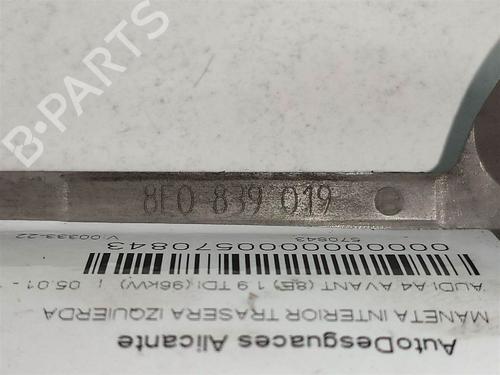 B-PARTS
8E0 839 019
AutoDesguaces Alicante
MANETA INTERIOR TRASERA IZQUIERDA
AUDI A4 AVANT (8E) 1.9 TDI (96kW) | 05.01 -
0000000000570843
570843
V-00333-22